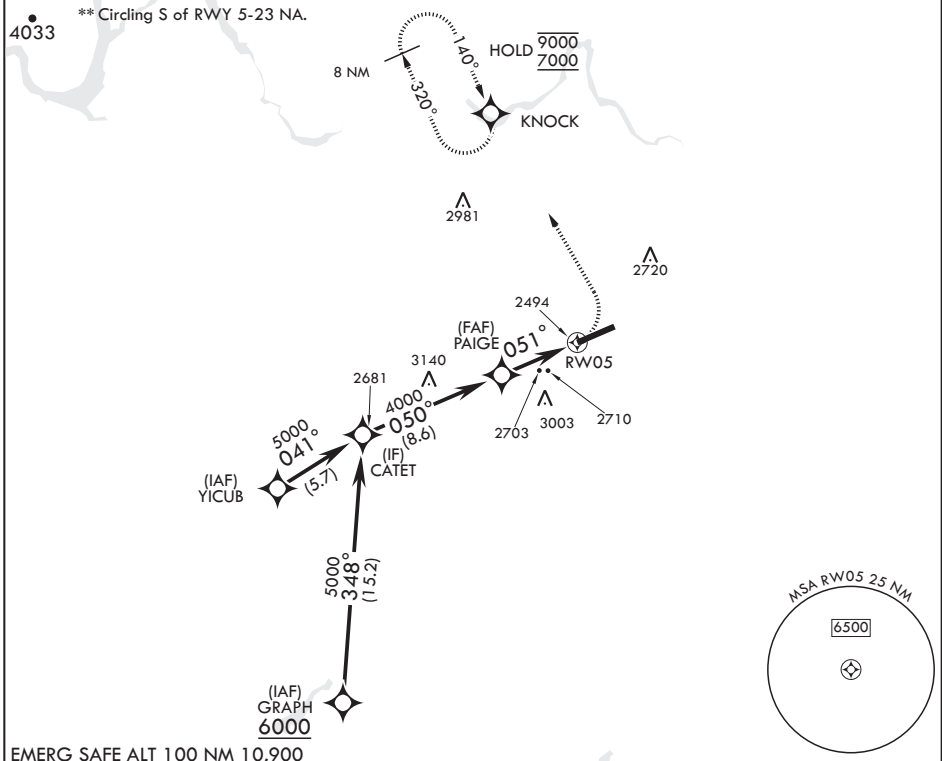 ** Circling S of RWY 5-23 NA.
4033
HOLD 9000
7000
8 NM
140°
320°
KNOCK
2981
2720
2494
(FAF)
PAIGE
051°
RW05
3140
2681
4000
050°
(8.6)
2703
3003
2710
5000
041°
(5.7)
(IF)
CATET
(IAF)
YICUB
5000
348°
(15.2)
MSA RW05 25 NM
6500
(IAF)
GRAPH
6000
EMERG SAFE ALT 100 NM 10,900